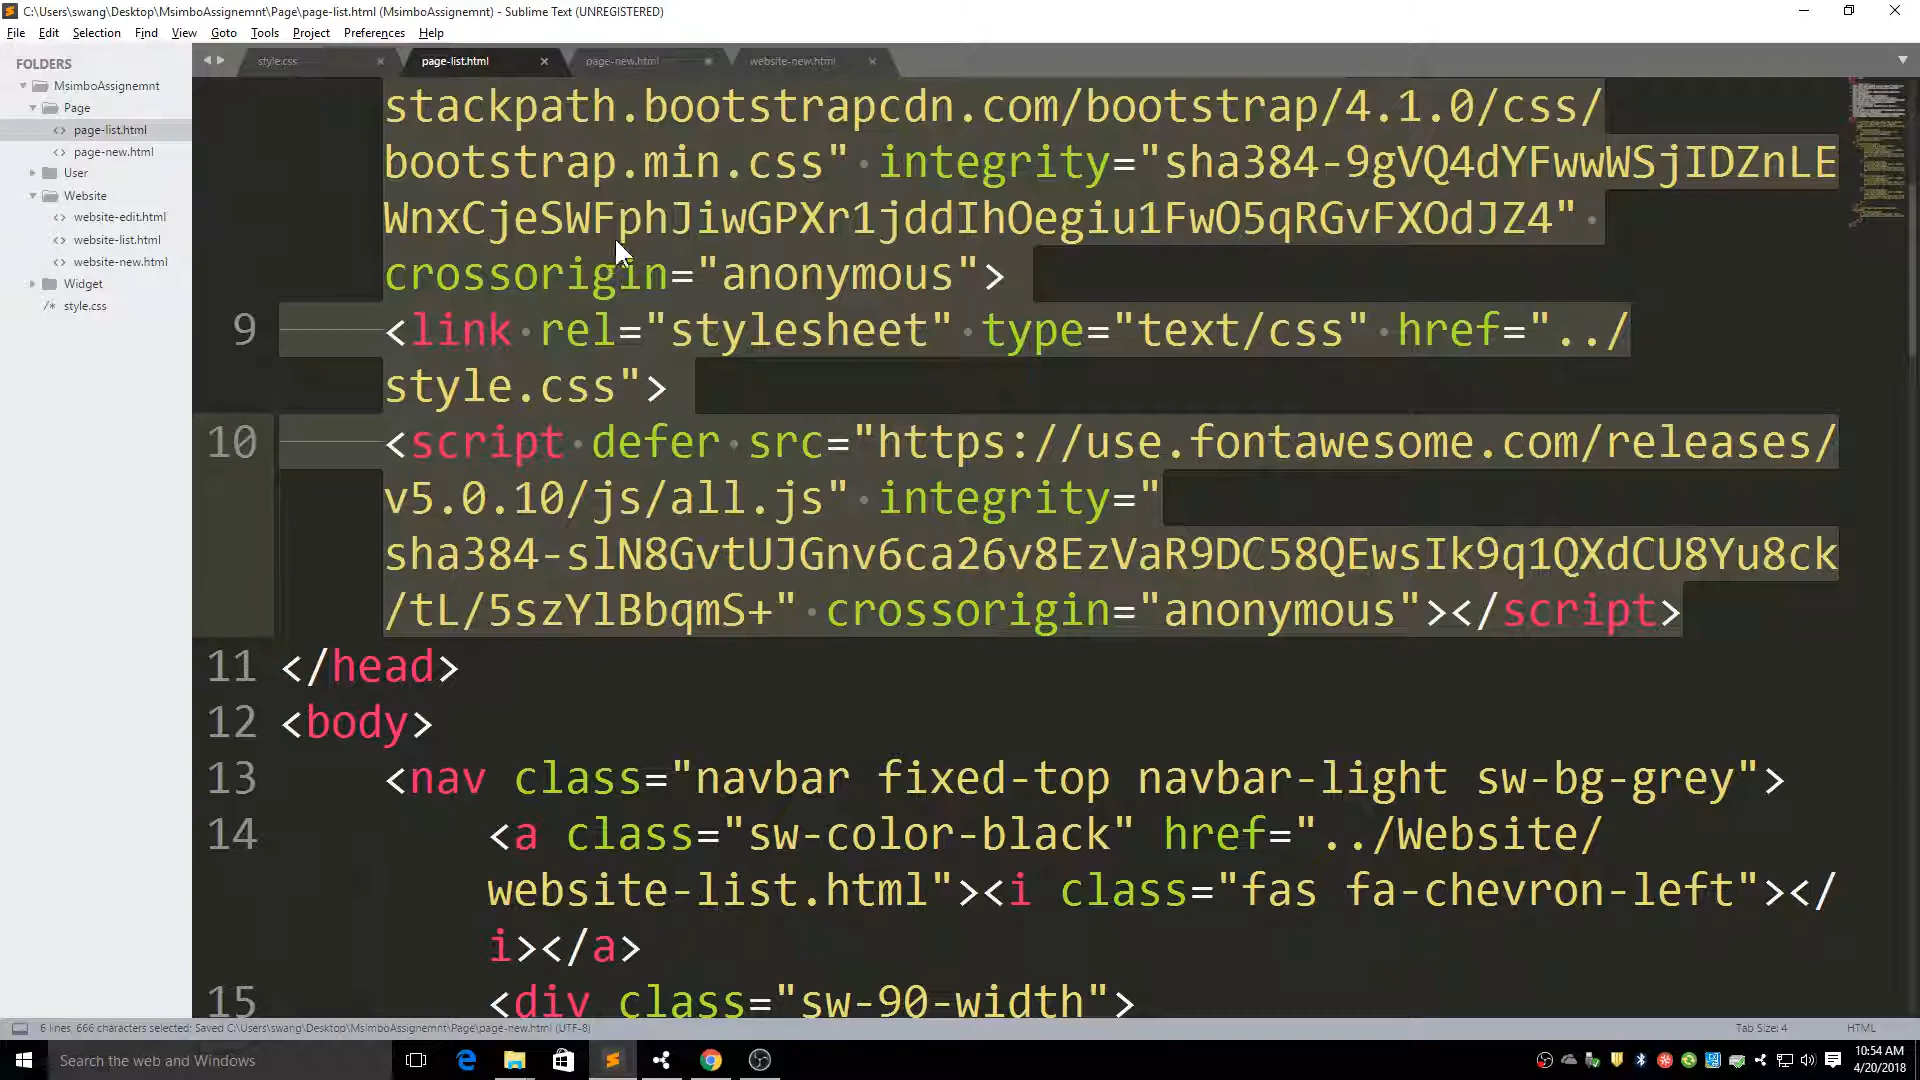 C:\Users\swang\Desktop\MsimboAssignemnt\Page\page-list.html (MsimboAssignemnt) - Sublime Text (UNREGISTERED)
File Edit Selection Find View Goto Tools Project Preferences Help
FOLDERS
MsimboAssignemnt
Page
page-list.html
page-new.html
User
Website
website-edit.html
website-list.html
website-new.html
Widget
style.css
style.css page-list.html page-new.html website-new.html
stackpath.bootstrapcdn.com/bootstrap/4.1.0/css/
bootstrap.min.css" integrity="sha384-9gVQ4dYFwwWSjIDZnLE
WnxCjeSWFphJiwGPXr1jddIhOegiu1FwO5qRGvFXOdJZ4"
crossorigin="anonymous">
9 <link rel="stylesheet" type="text/css" href="../
style.css">
10 <script defer src="https://use.fontawesome.com/releases/
v5.0.10/js/all.js" integrity="
sha384-slN8GvtUJGnv6ca26v8EzVaR9DC58QEwsIk9q1QXdCU8Yu8ck
/tL/5szYlBbqmS+" crossorigin="anonymous"></script>
11 </head>
12 <body>
13 <nav class="navbar fixed-top navbar-light sw-bg-grey">
14 <a class="sw-color-black" href="../Website/
website-list.html"><i class="fas fa-chevron-left"></
i></a>
15 <div class="sw-90-width">
6 lines, 666 characters selected: Saved C:\Users\swang\Desktop\MsimboAssignemnt\Page\page-new.html (UTF-8)
Tab Size: 4 HTML
Search the web and Windows
10:54 AM
4/20/2018